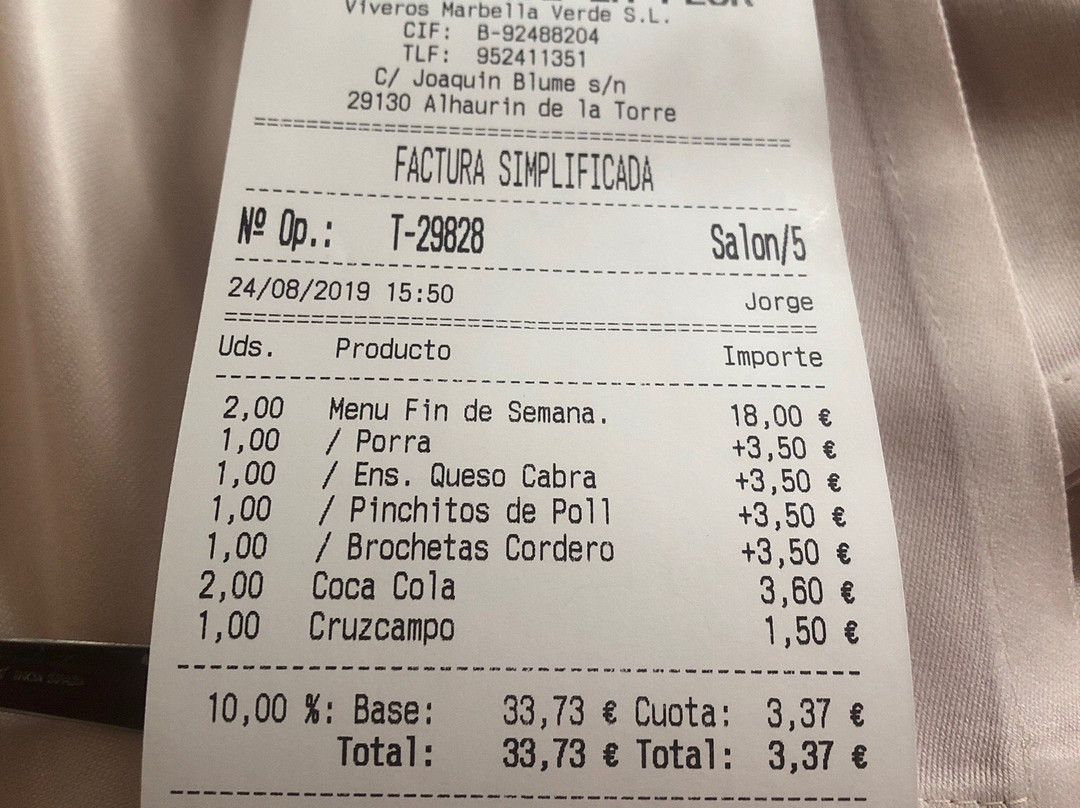 Viveros Marbella Verde S.L.
CIF: B-92488204
TLF: 952411351
C/ Joaquin Blume s/n
29130 Alhaurin de la Torre
FACTURA SIMPLIFICADA
Nº Op.: T-29828 Salon/5
24/08/2019 15:50 Jorge
Uds. Producto Importe
2,00 Menu Fin de Semana. 18,00 €
1,00 / Porra +3,50 €
1,00 / Ens. Queso Cabra +3,50 €
1,00 / Pinchitos de Poll +3,50 €
1,00 / Brochetas Cordero +3,50 €
2,00 Coca Cola 3,60 €
1,00 Cruzcampo 1,50 €
10,00 %: Base: 33,73 € Cuota: 3,37 €
Total: 33,73 € Total: 3,37 €